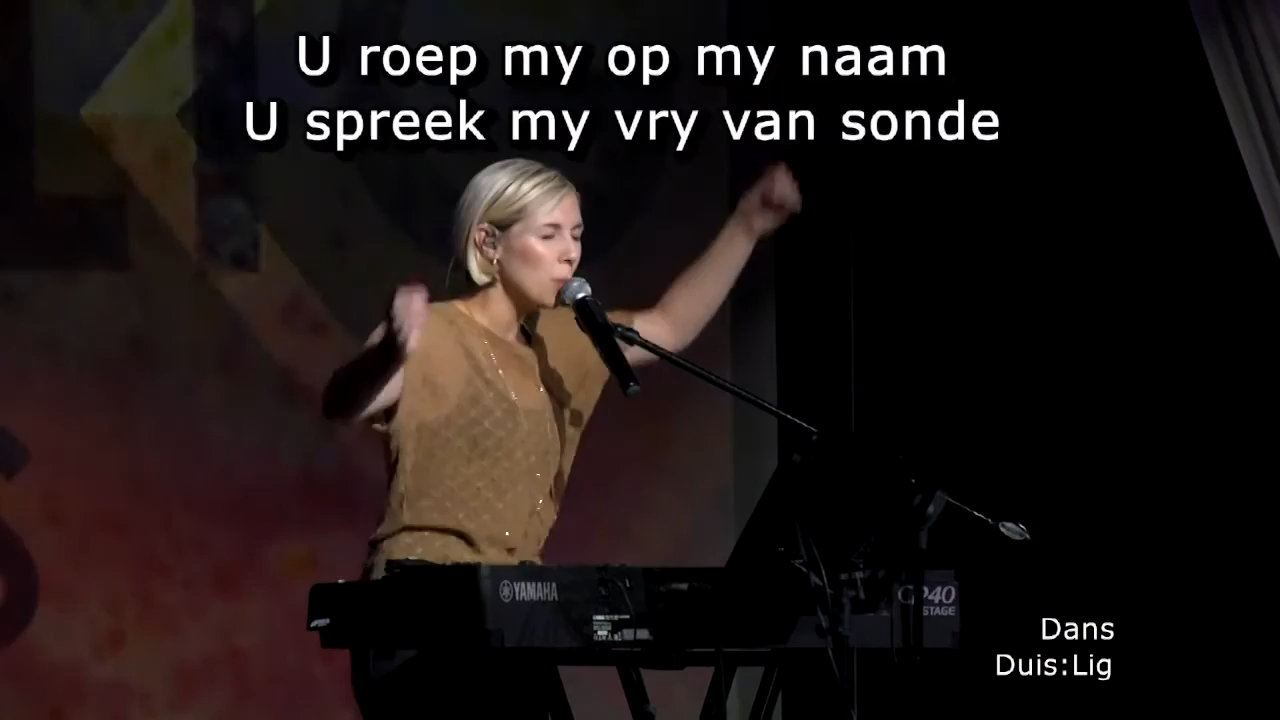 U roep my op my naam
U spreek my vry van sonde
YAMAHA
CP40
STAGE
Dans
Duis:Lig